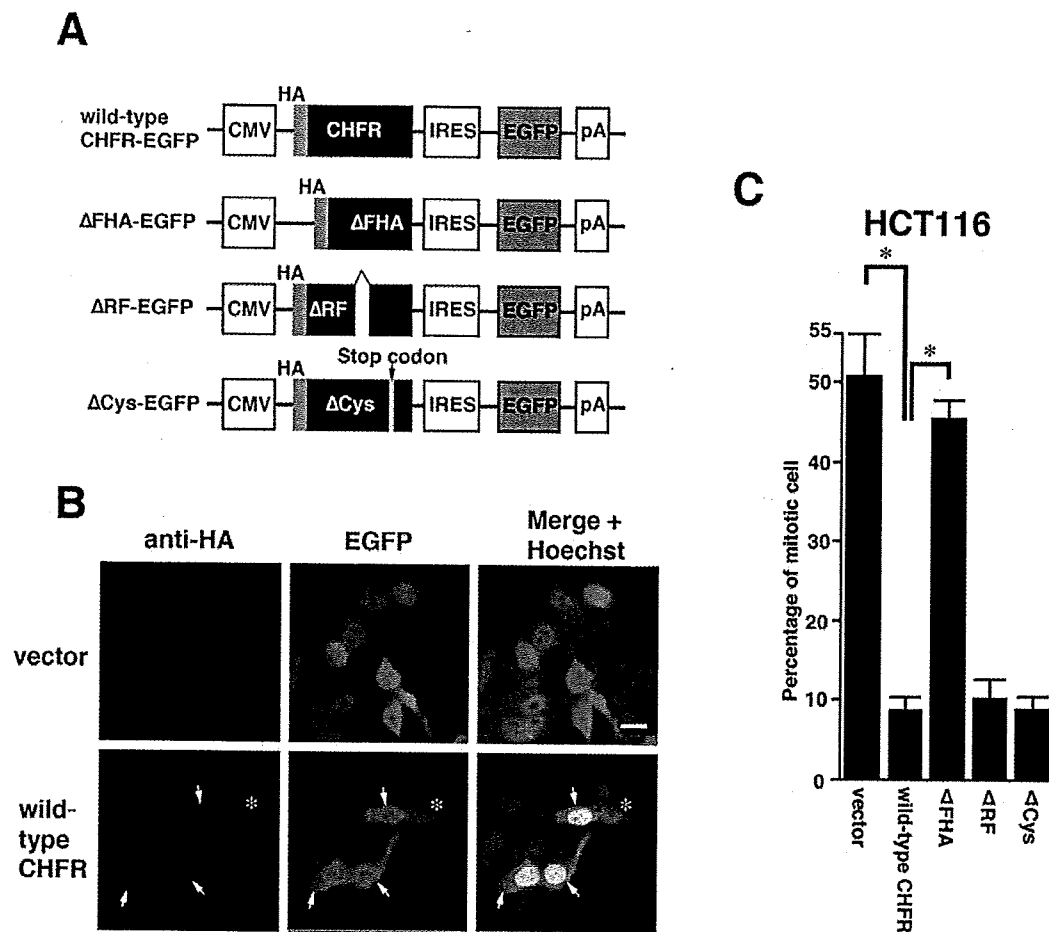 A
HA
wild-type
CHFR-EGFP
CMV
CHFR
IRES
EGFP
pA
HA
ΔFHA-EGFP
CMV
ΔFHA
IRES
EGFP
pA
HA
ΔRF-EGFP
CMV
ΔRF
IRES
EGFP
pA
Stop codon
HA
ΔCys-EGFP
CMV
ΔCys
IRES
EGFP
pA
B
anti-HA
EGFP
Merge +
Hoechst
vector
wild-
type
CHFR
*
*
*
C
HCT116
*
*
Percentage of mitotic cell
55
50
40
30
20
10
0
vector
wild-type CHFR
ΔFHA
ΔRF
ΔCys